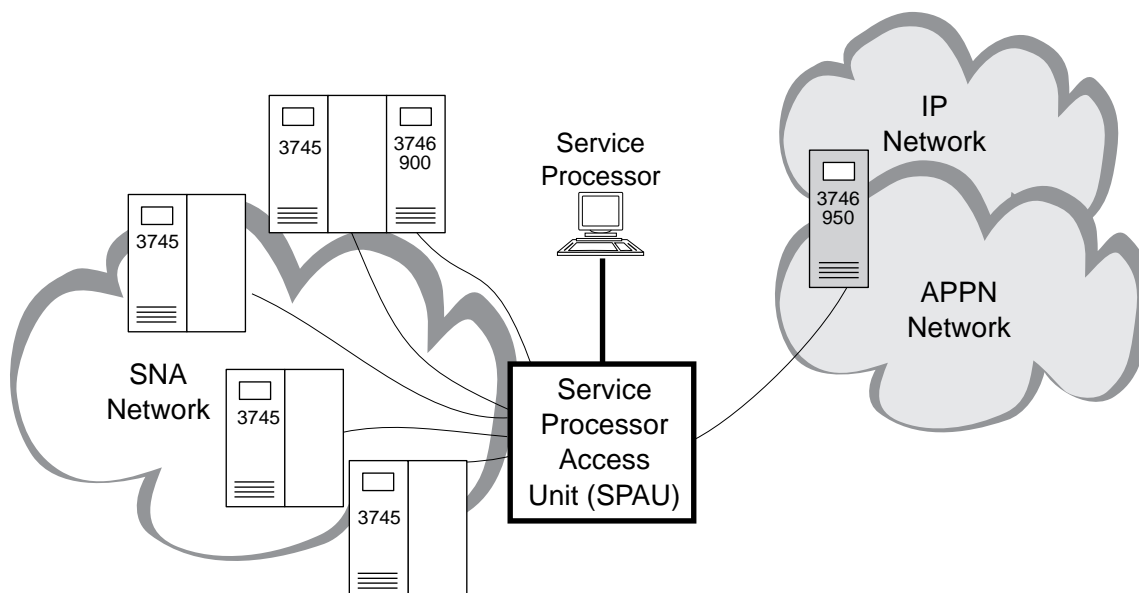 3745
3746
900
3745
3745
3745
SNA
Network
Service
Processor
Service
Processor
Access
Unit (SPAU)
IP
Network
3746
950
APPN
Network